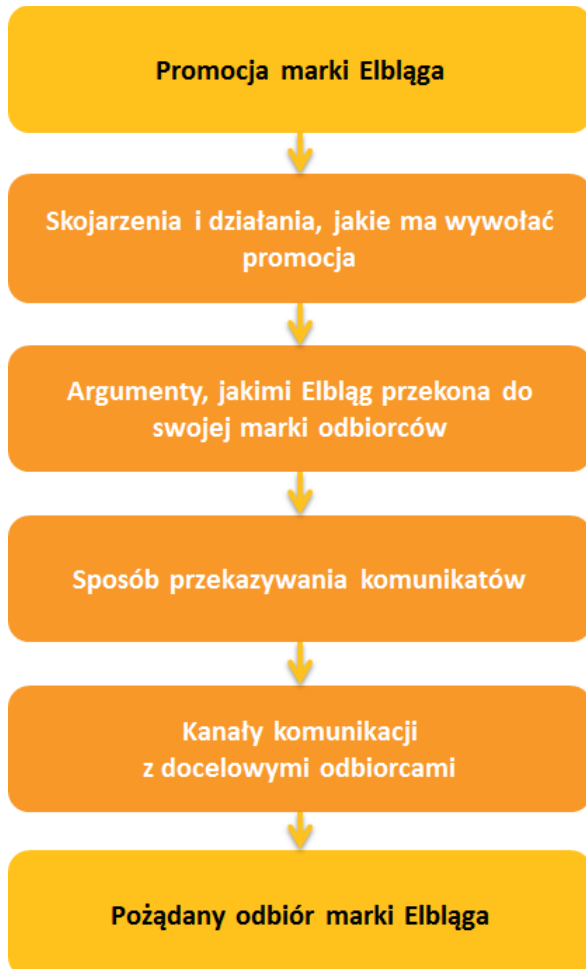 Promocja marki Elbląga
Skojarzenia i działania, jakie ma wywołać
promocja
Argumenty, jakimi Elbląg przekona do
swojej marki odbiorców
Sposób przekazywania komunikatów
Kanały komunikacji
z docelowymi odbiorcami
Pożądany odbiór marki Elbląga